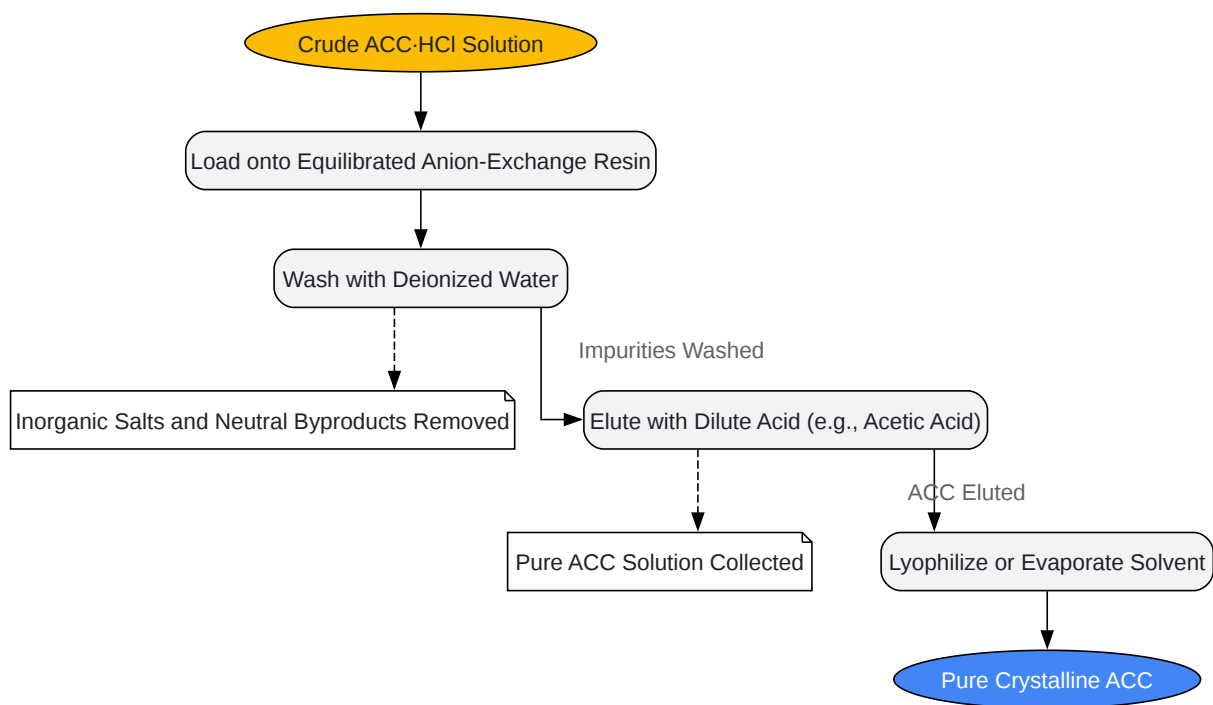 Crude ACC·HCl Solution
Load onto Equilibrated Anion-Exchange Resin
Wash with Deionized Water
Impurities Washed
Inorganic Salts and Neutral Byproducts Removed
Elute with Dilute Acid (e.g., Acetic Acid)
ACC Eluted
Pure ACC Solution Collected
Lyophilize or Evaporate Solvent
Pure Crystalline ACC